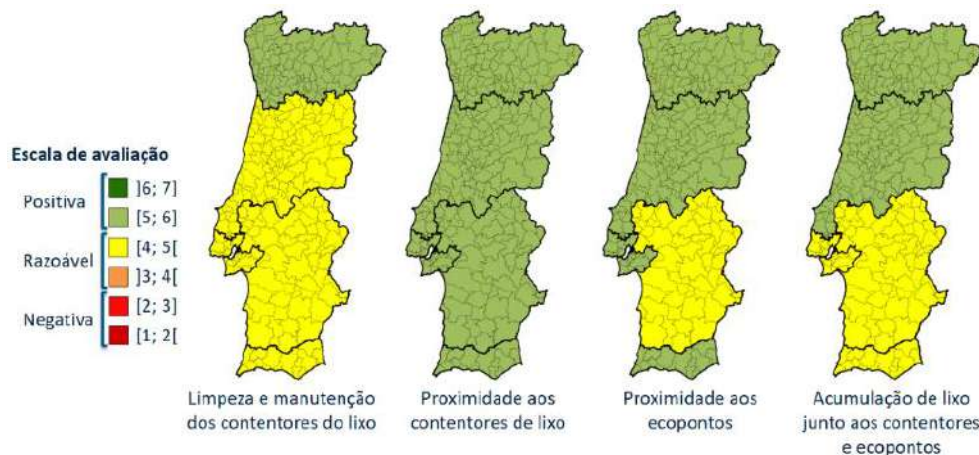 Escala de avaliação
Positiva
]6; 7]
[5; 6]
Razoável
[4; 5[
]3; 4[
Negativa
[2; 3]
[1; 2[
Limpeza e manutenção
dos contentores do lixo
Proximidade aos
contentores de lixo
Proximidade aos
ecopontos
Acumulação de lixo
junto aos contentores
e ecopontos